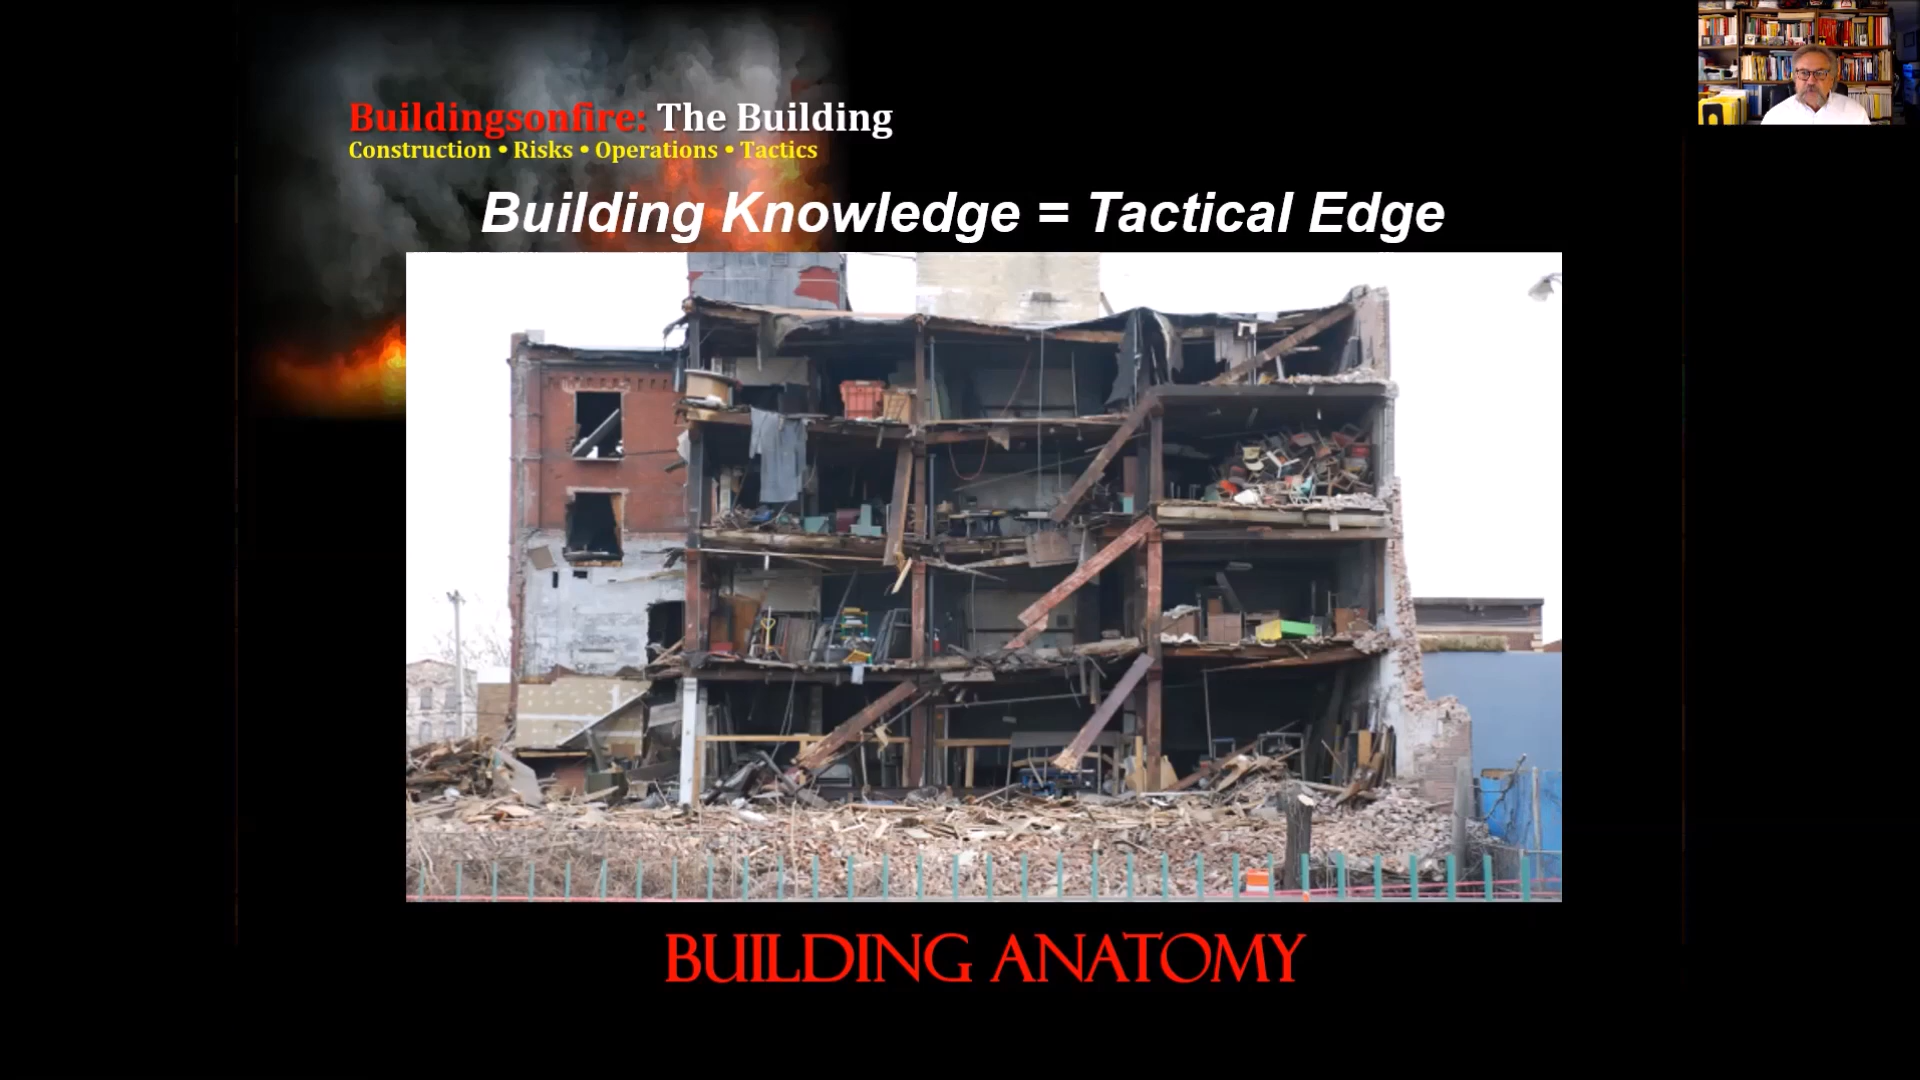 Buildingsonfire: The Building
Construction • Risks • Operations • Tactics
Building Knowledge = Tactical Edge
BUILDING ANATOMY